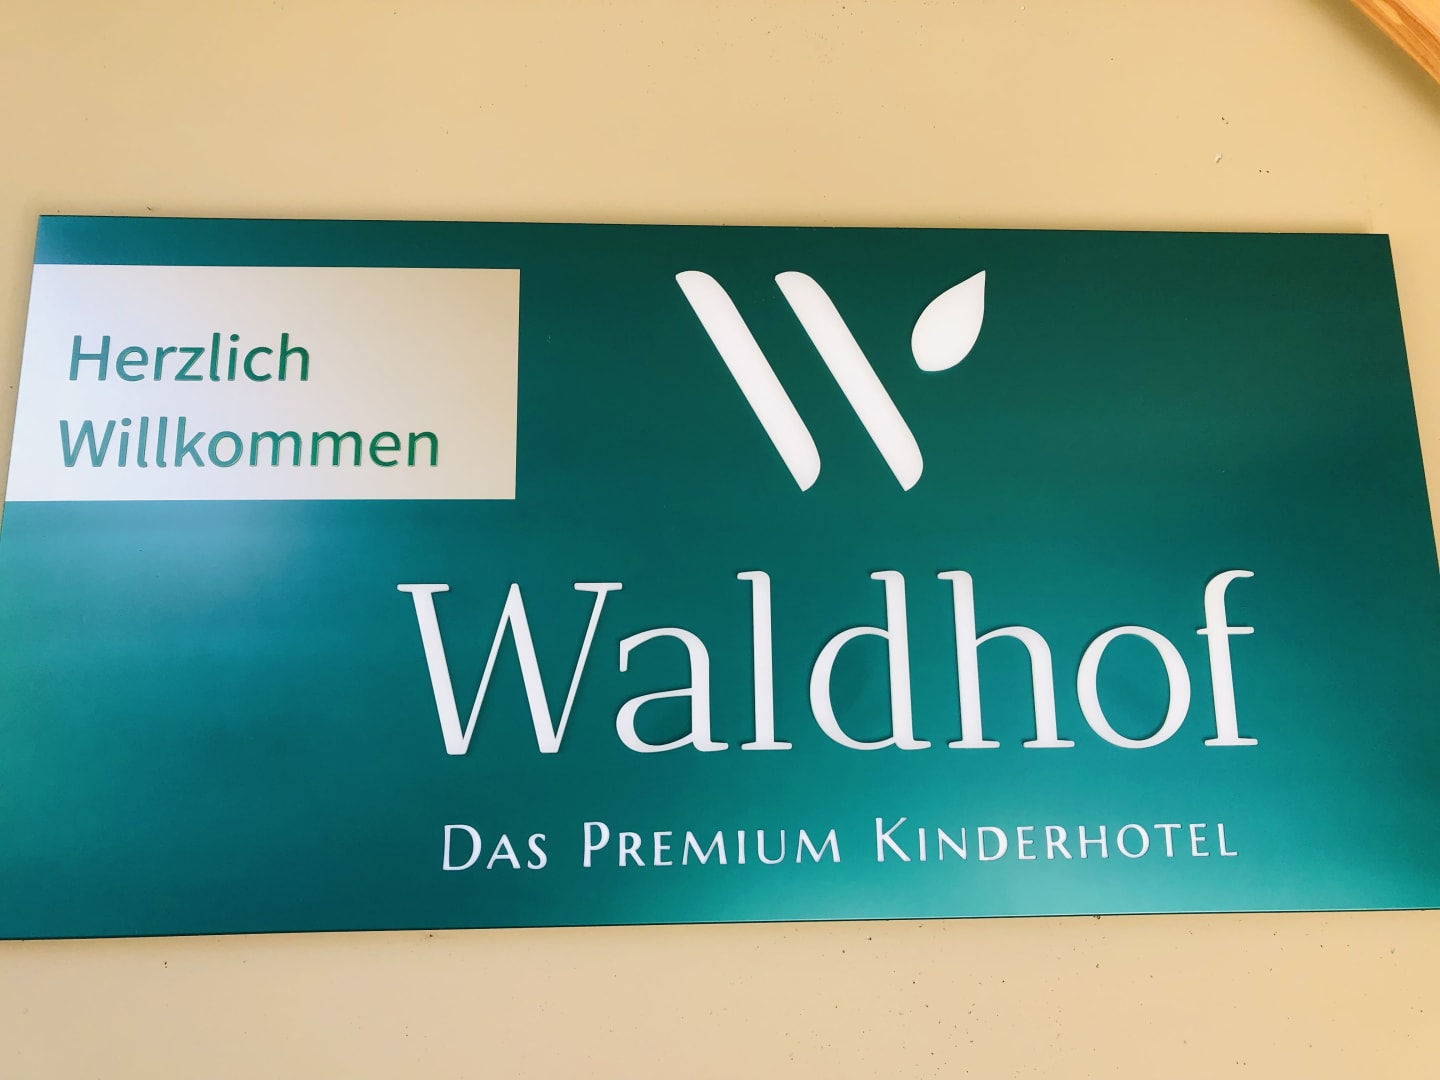 Herzlich
Willkommen
Waldhof
DAS PREMIUM KINDERHOTEL